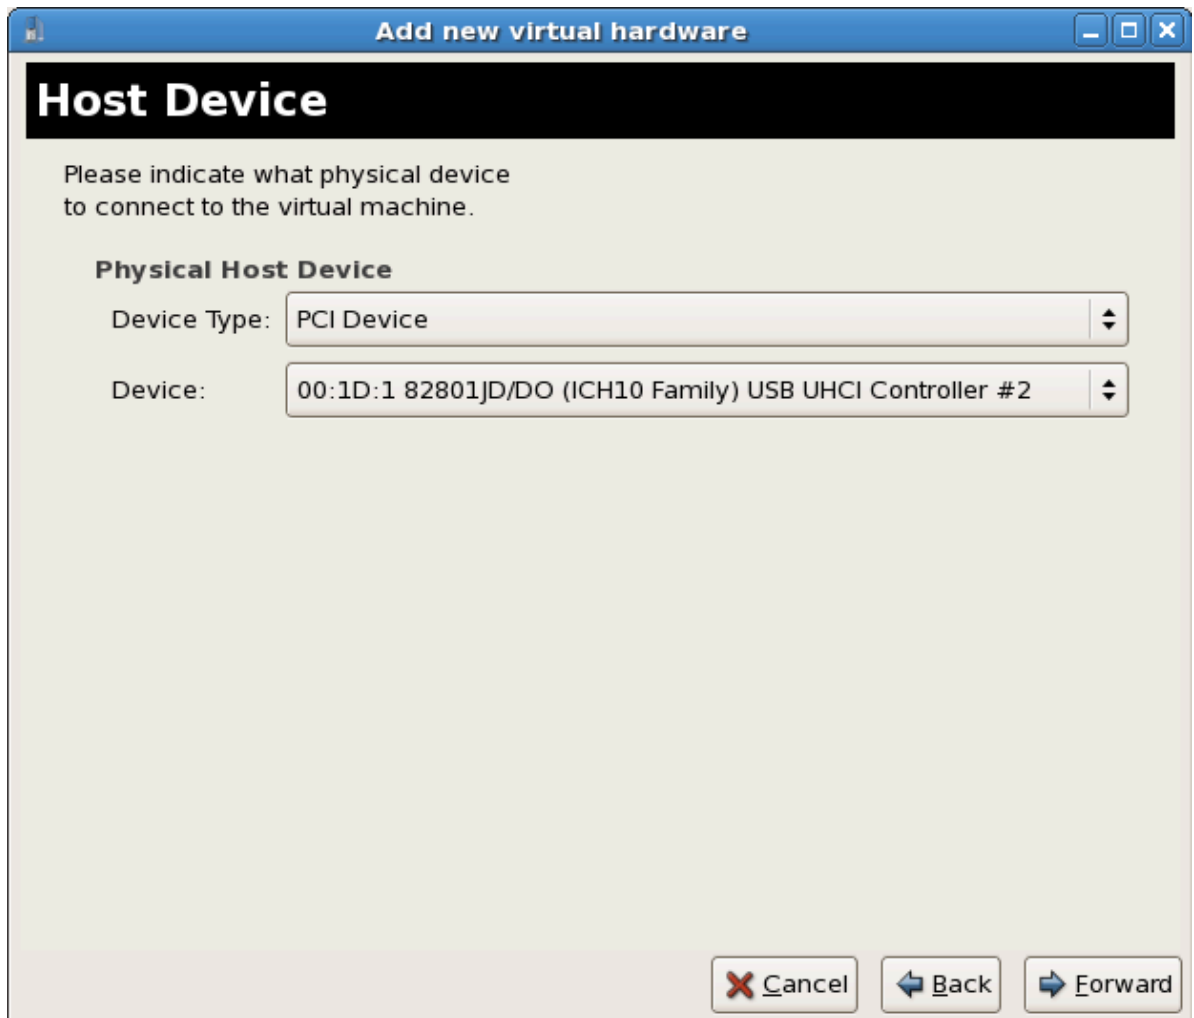 Add new virtual hardware
Host Device
Please indicate what physical device
to connect to the virtual machine.
Physical Host Device
Device Type: PCI Device
Device: 00:1D:1 82801JD/DO (ICH10 Family) USB UHCI Controller #2
Cancel Back Forward